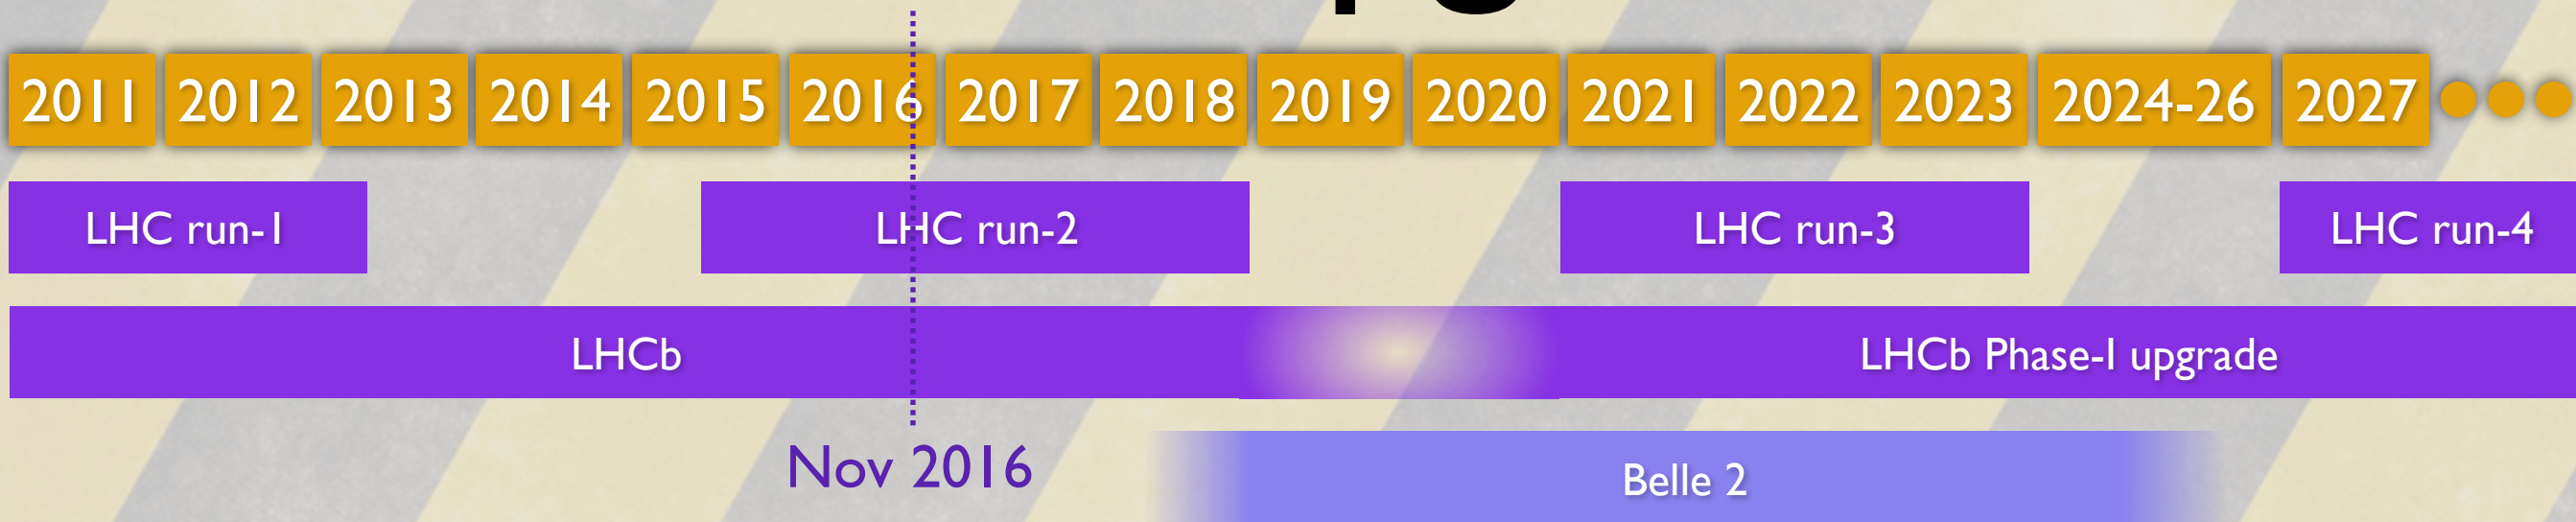 2011 2012 2013 2014 2015 2016 2017 2018 2019 2020 2021 2022 2023 2024-26 2027
LHC run-1 LHC run-2 LHC run-3 LHC run-4
LHCb LHCb Phase-1 upgrade
Nov 2016 Belle 2